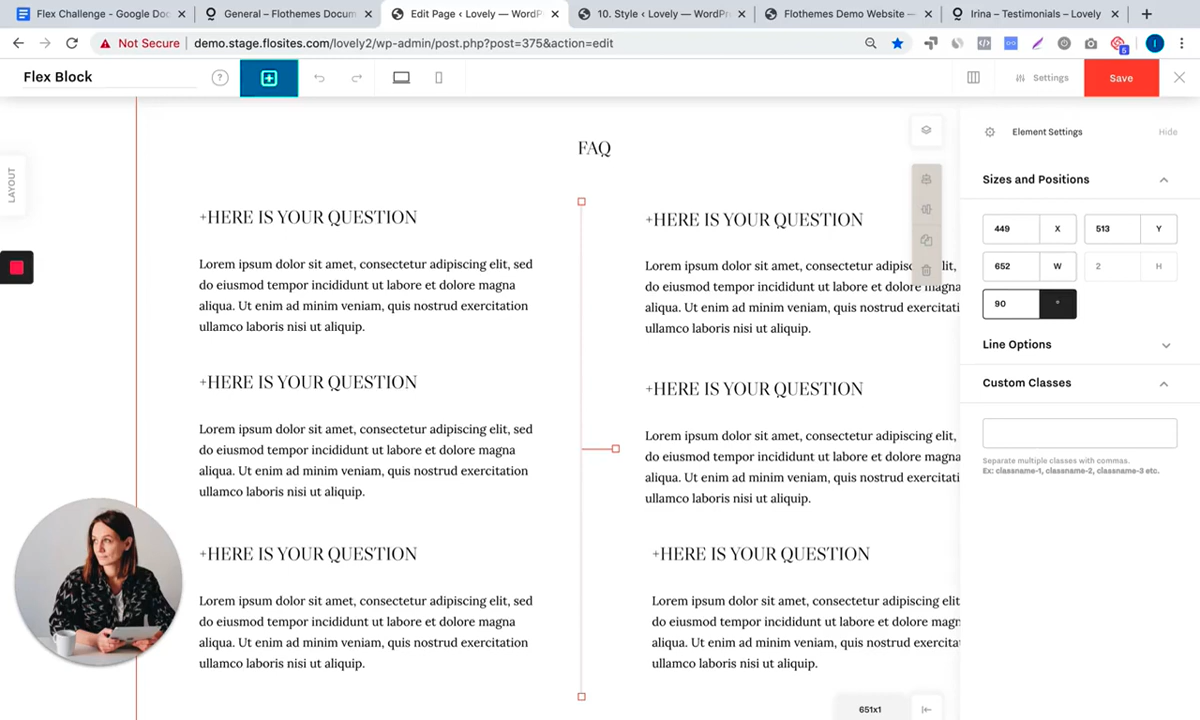 Flex Challenge - Google Doc
General – Flothemes Docum
Edit Page ‹ Lovely — WordP
10. Style ‹ Lovely — WordPr
Flothemes Demo Website —
Irina – Testimonials – Lovely
Not Secure
demo.stage.flosites.com/lovely2/wp-admin/post.php?post=375&action=edit
5
I
Flex Block
?
Settings
Save
LAYOUT
FAQ
+HERE IS YOUR QUESTION
Lorem ipsum dolor sit amet, consectetur adipiscing elit, sed
do eiusmod tempor incididunt ut labore et dolore magna
aliqua. Ut enim ad minim veniam, quis nostrud exercitation
ullamco laboris nisi ut aliquip.
+HERE IS YOUR QUESTION
Lorem ipsum dolor sit amet, consectetur adipiscing elit, sed
do eiusmod tempor incididunt ut labore et dolore magna
aliqua. Ut enim ad minim veniam, quis nostrud exercitation
ullamco laboris nisi ut aliquip.
+HERE IS YOUR QUESTION
Lorem ipsum dolor sit amet, consectetur adipiscing elit, sed
do eiusmod tempor incididunt ut labore et dolore magna
aliqua. Ut enim ad minim veniam, quis nostrud exercitation
ullamco laboris nisi ut aliquip.
+HERE IS YOUR QUESTION
Lorem ipsum dolor sit amet, consectetur adipisc lit,
do eiusmod tempor incididunt ut labore et dolore magna
aliqua. Ut enim ad minim veniam, quis nostrud exercitati
ullamco laboris nisi ut aliquip.
+HERE IS YOUR QUESTION
Lorem ipsum dolor sit amet, consectetur adipiscing elit,
do eiusmod tempor incididunt ut labore et dolore magna
aliqua. Ut enim ad minim veniam, quis nostrud exercitati
ullamco laboris nisi ut aliquip.
+HERE IS YOUR QUESTION
Lorem ipsum dolor sit amet, consectetur adipiscing elit
do eiusmod tempor incididunt ut labore et dolore magn
aliqua. Ut enim ad minim veniam, quis nostrud exercita
ullamco laboris nisi ut aliquip.
651x1
Element Settings
Hide
Sizes and Positions
449 X 513 Y
652 W 2 H
90 °
Line Options
Custom Classes
Separate multiple classes with commas.
Ex: classname-1, classname-2, classname-3 etc.